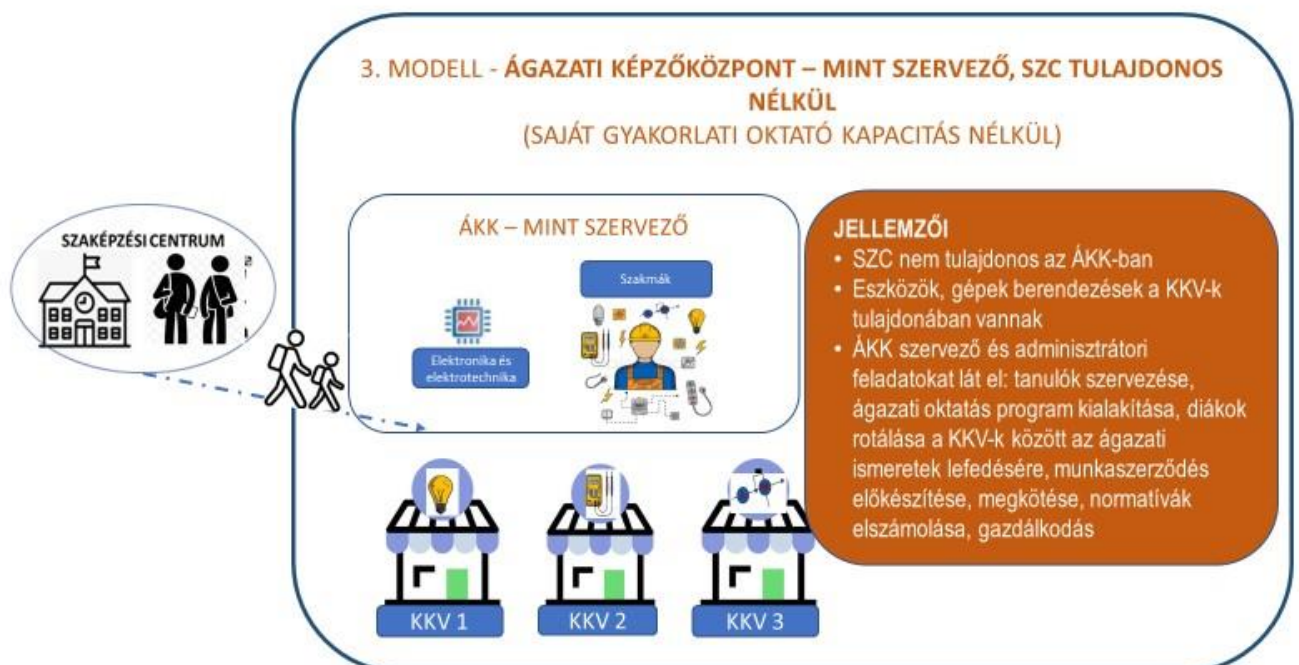 3. MODELL - ÁGAZATI KÉPZŐKÖZPONT – MINT SZERVEZŐ, SZC TULAJDONOS
NÉLKÜL
(SAJÁT GYAKORLATI OKTATÓ KAPACITÁS NÉLKÜL)
SZAKÉPZÉSI CENTRUM
ÁKK – MINT SZERVEZŐ
Szakmák
Elektronika és
elektrotechnika
KKV 1
KKV 2
KKV 3
JELLEMZŐI
• SZC nem tulajdonos az ÁKK-ban
• Eszközök, gépek berendezések a KKV-k
tulajdonában vannak
• ÁKK szervező és adminisztrátori
feladatokat lát el: tanulók szervezése,
ágazati oktatás program kialakítása, diákok
rotálása a KKV-k között az ágazati
ismeretek lefedésére, munkaszerződés
előkészítése, megkötése, normatívák
elszámolása, gazdálkodás